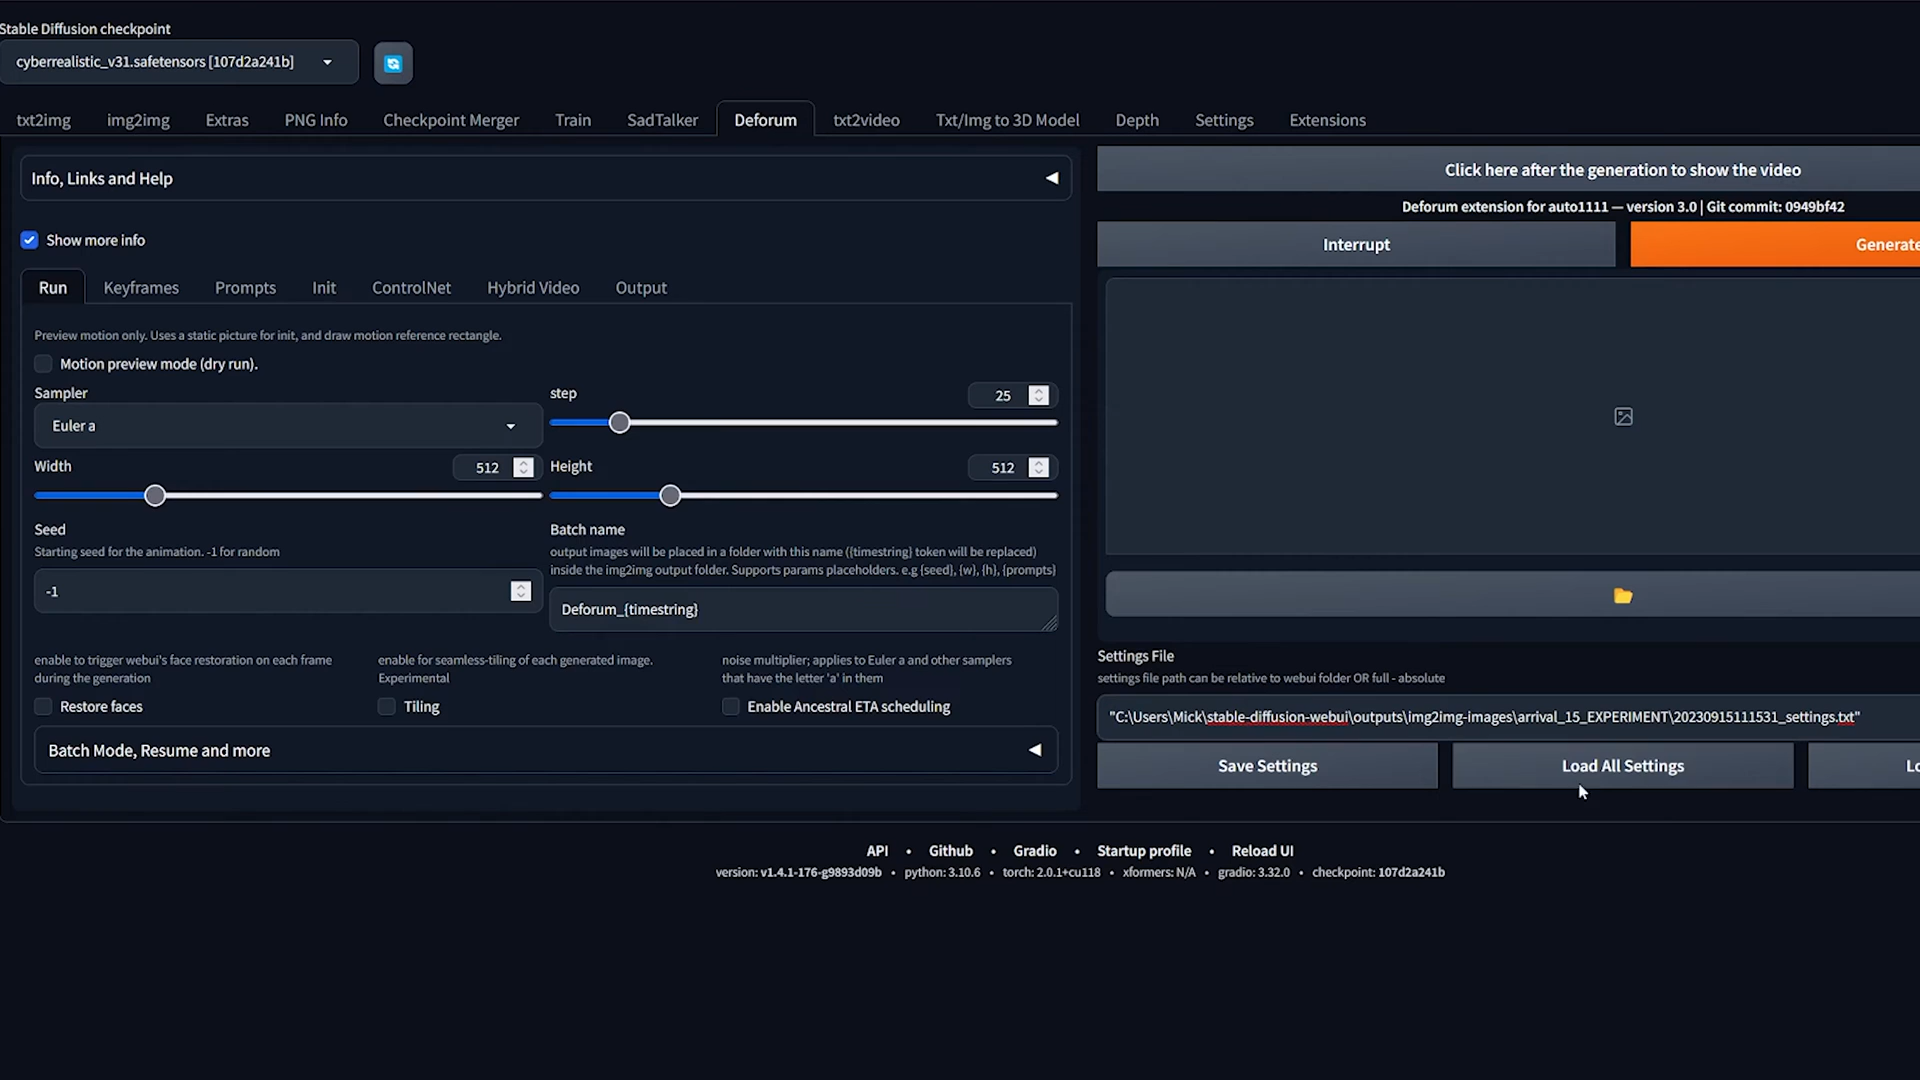 Stable Diffusion checkpoint
cyberrealistic_v31.safetensors [107d2a241b]
txt2img img2img Extras PNG Info Checkpoint Merger Train SadTalker Deforum txt2video Txt/Img to 3D Model Depth Settings Extensions
Info, Links and Help
Show more info
Run Keyframes Prompts Init ControlNet Hybrid Video Output
Preview motion only. Uses a static picture for init, and draw motion reference rectangle.
Motion preview mode (dry run).
Sampler
Euler a
step
25
Width
512
Height
512
Seed
Starting seed for the animation. -1 for random
-1
Batch name
output images will be placed in a folder with this name ({timestring} token will be replaced)
inside the img2img output folder. Supports params placeholders. e.g {seed}, {w}, {h}, {prompts}
Deforum_{timestring}
enable to trigger webui's face restoration on each frame
during the generation
Restore faces
enable for seamless-tiling of each generated image.
Experimental
Tiling
noise multiplier; applies to Euler a and other samplers
that have the letter 'a' in them
Enable Ancestral ETA scheduling
Batch Mode, Resume and more
Click here after the generation to show the video
Deforum extension for auto1111 — version 3.0 | Git commit: 0949bf42
Interrupt
Generate
Settings File
settings file path can be relative to webui folder OR full - absolute
"C:\Users\Mick\stable-diffusion-webui\outputs\img2img-images\arrival_15_EXPERIMENT\20230915111531_settings.txt"
Save Settings
Load All Settings
Lo
API • Github • Gradio • Startup profile • Reload UI
version: v1.4.1-176-g9893d09b • python: 3.10.6 • torch: 2.0.1+cu118 • xformers: N/A • gradio: 3.32.0 • checkpoint: 107d2a241b